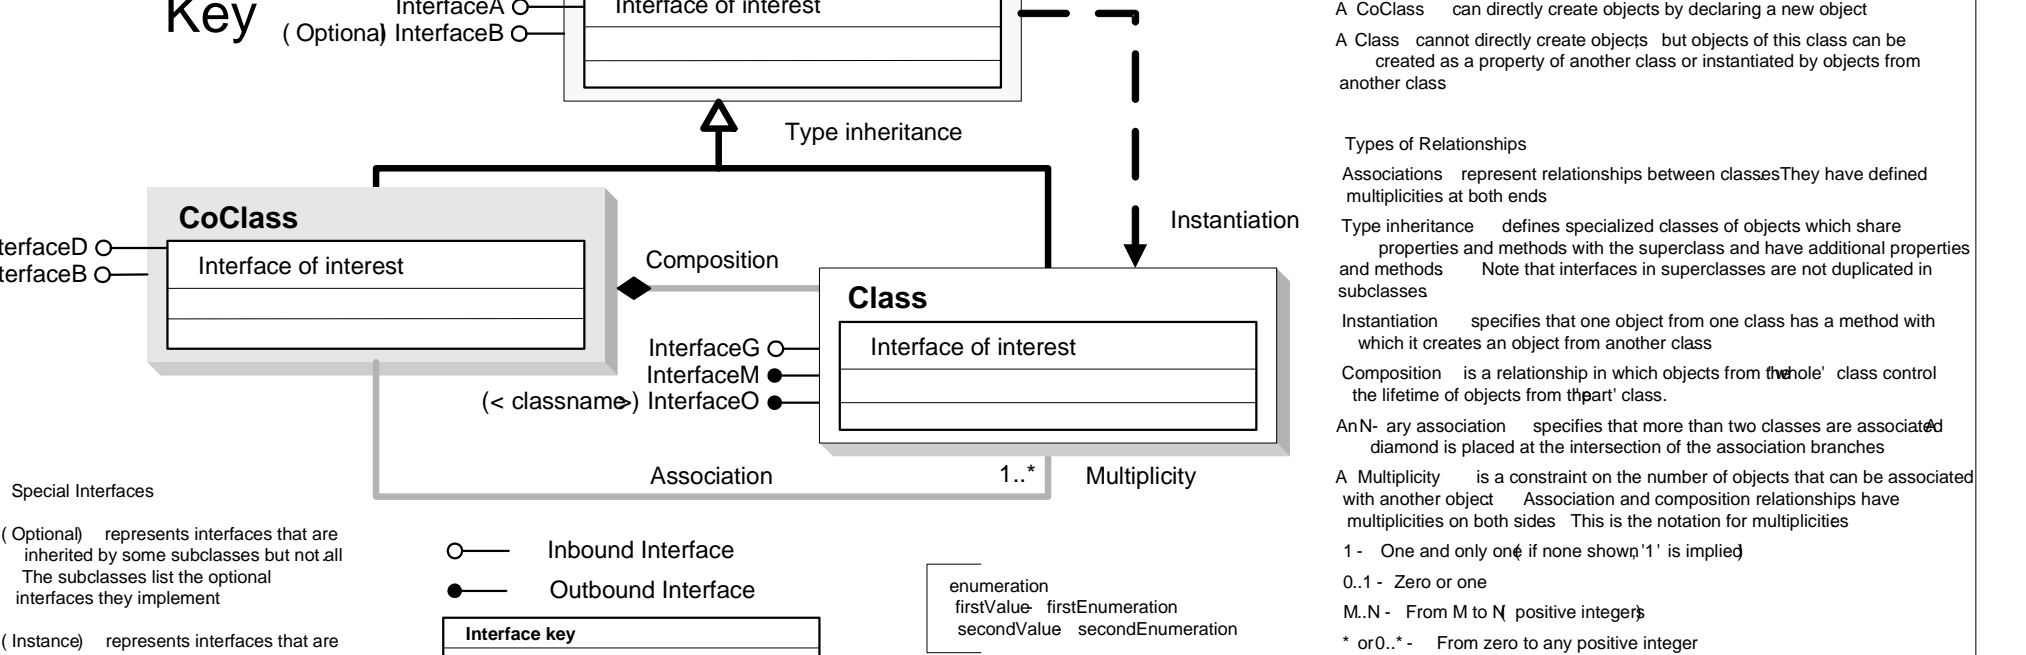 Key
InterfaceA
(Optional) InterfaceB
Interface of interest
Type inheritance
CoClass
terfaceD
terfaceB
Interface of interest
Composition
Instantiation
Class
InterfaceG
InterfaceM
(<classname>) InterfaceO
Interface of interest
Association
1..*
Multiplicity
Special Interfaces
(Optional) represents interfaces that are
inherited by some subclasses but not all.
The subclasses list the optional
interfaces they implement
(Instance) represents interfaces that are
Inbound Interface
Outbound Interface
Interface key
enumeration
firstValue - firstEnumeration
secondValue secondEnumeration
A CoClass can directly create objects by declaring a new object
A Class cannot directly create objects, but objects of this class can be
created as a property of another class or instantiated by objects from
another class
Types of Relationships
Associations represent relationships between classes. They have defined
multiplicities at both ends
Type inheritance defines specialized classes of objects which share
properties and methods with the superclass and have additional properties
and methods Note that interfaces in superclasses are not duplicated in
subclasses.
Instantiation specifies that one object from one class has a method with
which it creates an object from another class
Composition is a relationship in which objects from the 'whole' class control
the lifetime of objects from the 'part' class.
An N-ary association specifies that more than two classes are associated. A
diamond is placed at the intersection of the association branches
A Multiplicity is a constraint on the number of objects that can be associated
with another object. Association and composition relationships have
multiplicities on both sides. This is the notation for multiplicities
1 - One and only one (if none shown, '1' is implied)
0..1 - Zero or one
M..N - From M to N (positive integers)
* or 0..* - From zero to any positive integer